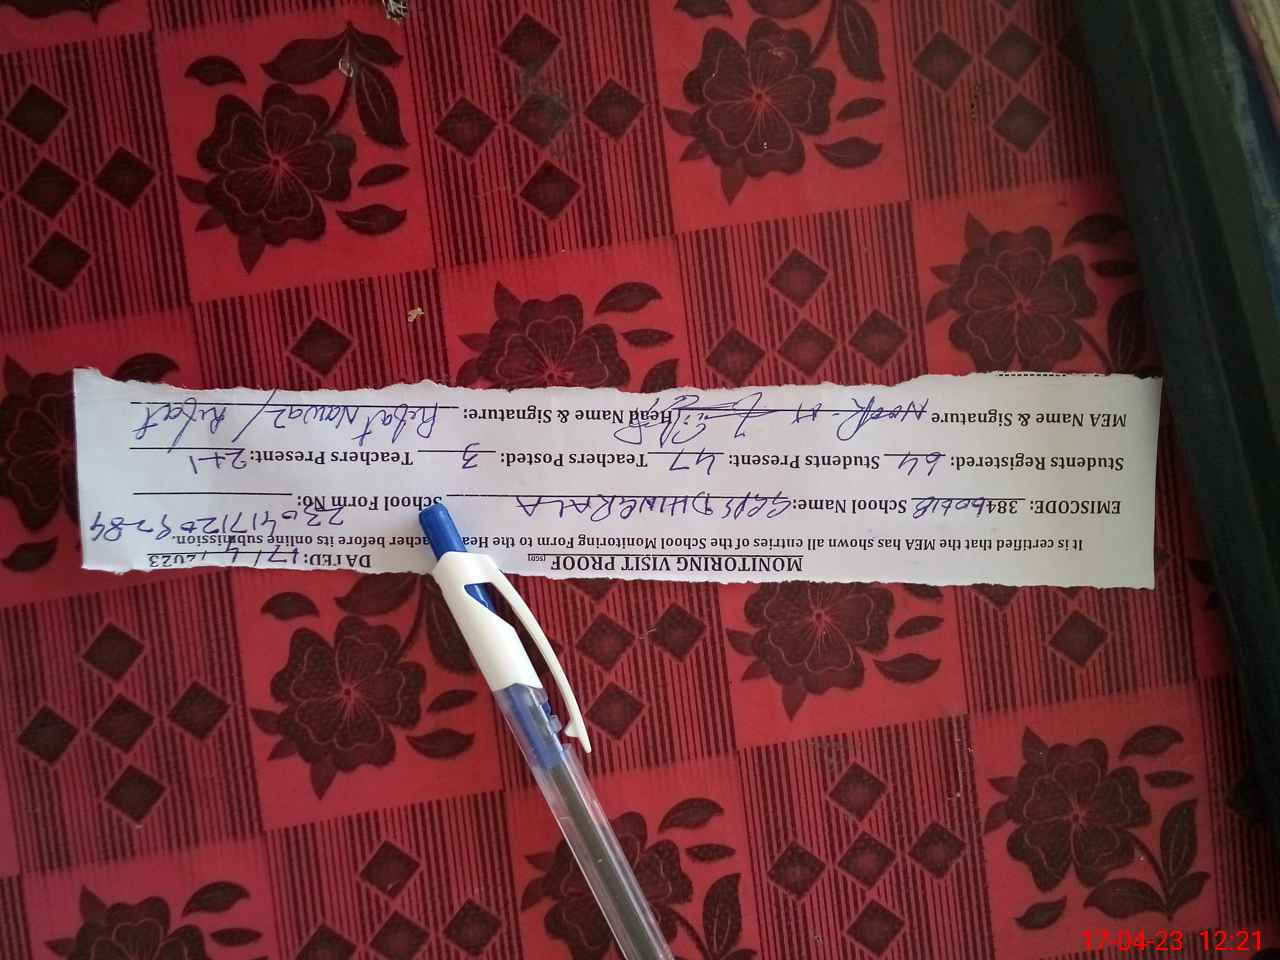 MONITORING VISIT PROOF DATED: 17/4/2023
It is certified that the MEA has shown all entries of the School Monitoring Form to the Head Teacher before its online submission.
EMISCODE: School Name: GGPS DHINGRALA School Form No:
Students Registered: 64 Students Present: 47 Teachers Posted: 3 Teachers Present: 2+1
MEA Name & Signature Head Name & Signature: Rifat Nawaz / Rifat
17-04-23 12:21